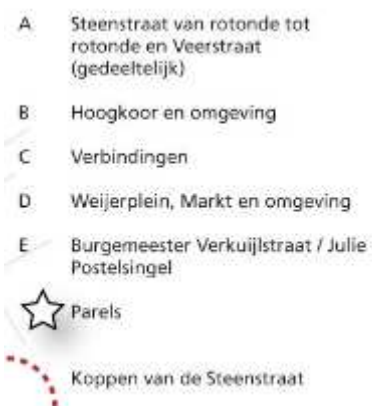 A Steenstraat van rotonde tot
rotonde en Veerstraat
(gedeeltelijk)
B Hoogkoor en omgeving
C Verbindingen
D Weijerplein, Markt en omgeving
E Burgemeester Verkuijlstraat / Julie
Postelsingel
Parels
Koppen van de Steenstraat